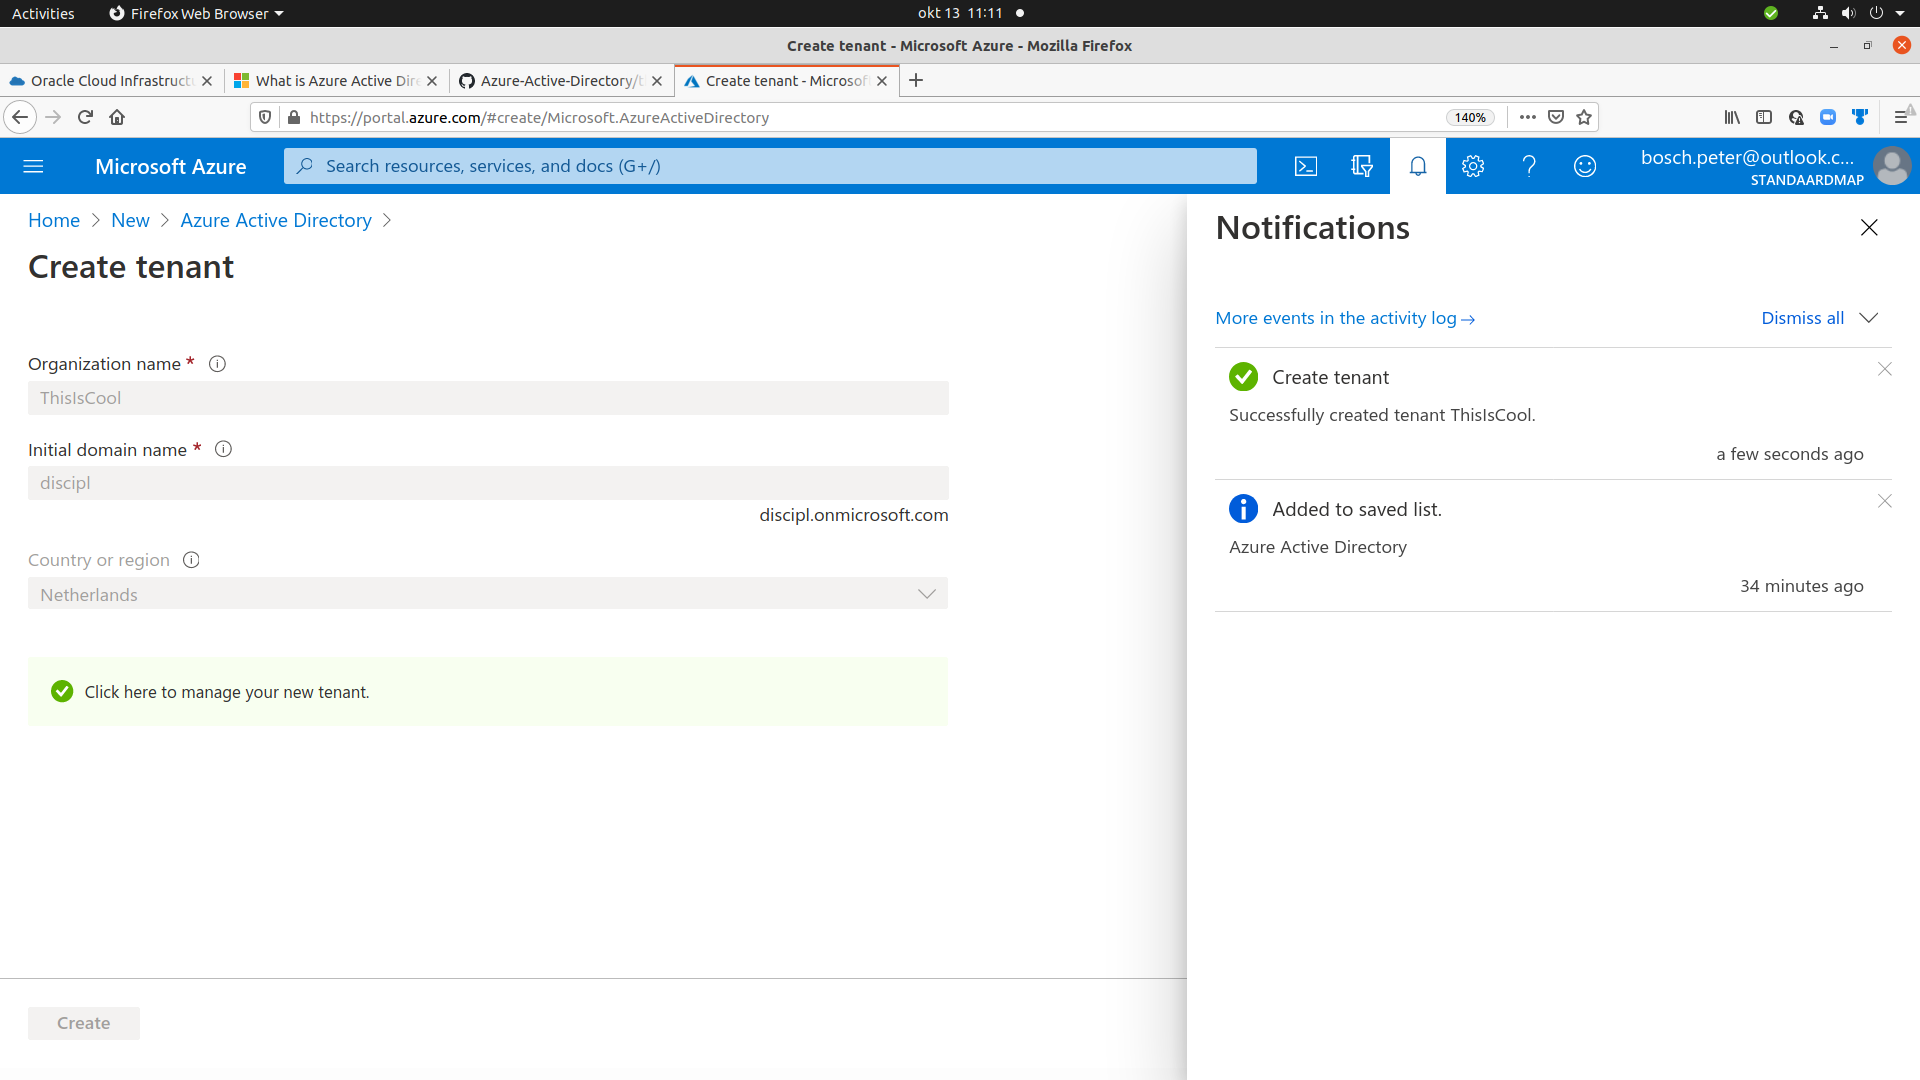 Activities
Firefox Web Browser
okt 13 11:11
Create tenant - Microsoft Azure - Mozilla Firefox
Oracle Cloud Infrastructu
What is Azure Active Dire
Azure-Active-Directory/t
Create tenant - Microsoft
https://portal.azure.com/#create/Microsoft.AzureActiveDirectory
140%
Microsoft Azure
Search resources, services, and docs (G+/)
bosch.peter@outlook.c...
STANDAARDMAP
Home > New > Azure Active Directory >
Create tenant
Organization name *
ThisIsCool
Initial domain name *
discipl
discipl.onmicrosoft.com
Country or region
Netherlands
Click here to manage your new tenant.
Create
Notifications
More events in the activity log→
Dismiss all
Create tenant
Successfully created tenant ThisIsCool.
a few seconds ago
Added to saved list.
Azure Active Directory
34 minutes ago